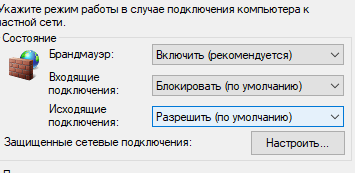 Укажите режим работы в случае подключения компьютера к
частной сети.
Состояние
Брандмауэр:
Включить (рекомендуется)
Входящие
подключения:
Блокировать (по умолчанию)
Исходящие
подключения:
Разрешить (по умолчанию)
Защищенные сетевые подключения:
Настроить...